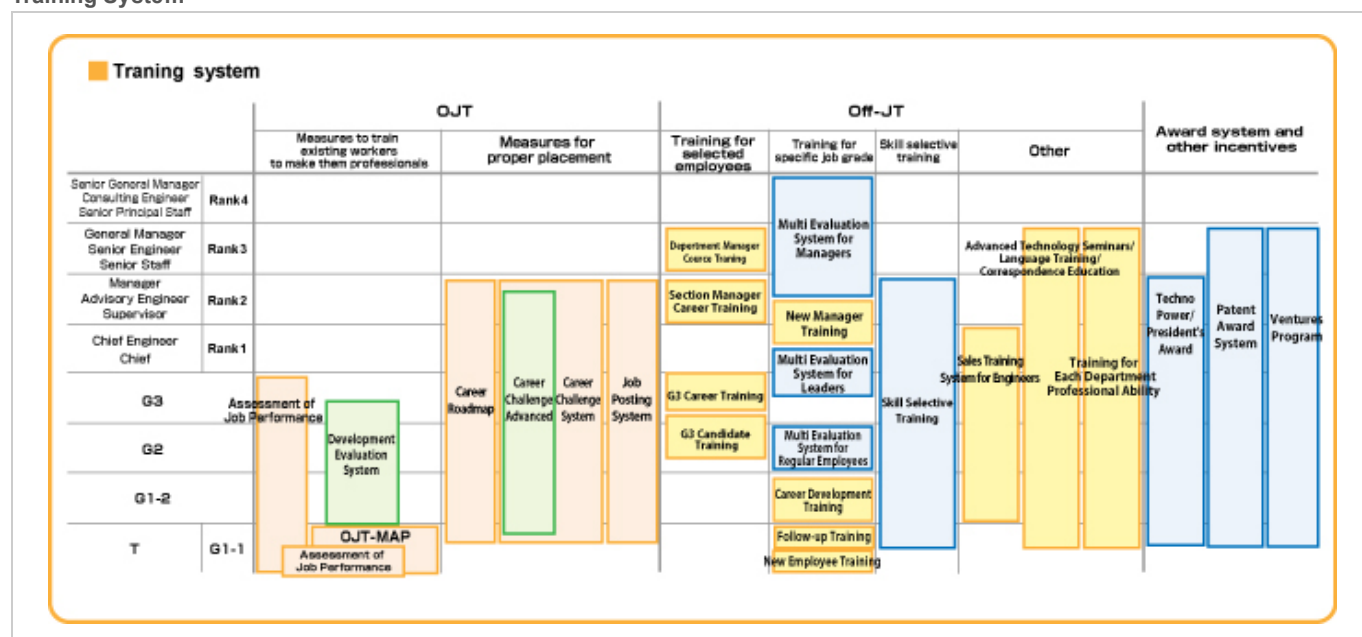 Training System
Traning system
OJT
Off-JT
Award system and
other incentives
Measures to train
existing workers
to make them professionals
Measures for
proper placement
Training for
selected
employees
Training for
specific job grade
Skill selective
training
Other
Senior General Manager
Consulting Engineer
Senior Principal Staff
Rank4
General Manager
Senior Engineer
Senior Staff
Rank3
Manager
Advisory Engineer
Supervisor
Rank2
Chief Engineer
Chief
Rank1
G3
G2
G1-2
T
G1-1
Assessment of
Job Performance
Development
Evaluation
System
OJT-MAP
Assessment of
Job Performance
Career
Roadmap
Career
Challenge
Advanced
Career
Challenge
System
Job
Posting
System
Department Manager
Cource Traning
Section Manager
Career Training
G3 Career Training
G3 Candidate
Training
Multi Evaluation
System for
Managers
New Manager
Training
Multi Evaluation
System for
Leaders
Multi Evaluation
System for
Regular Employees
Career Development
Training
Follow-up Training
New Employee Training
Skill Selective
Training
Sales Training
System for Engineers
Advanced Technology Seminars/
Language Training/
Correspondence Education
Training for
Each Department
Professional Ability
Techno
Power/
President's
Award
Patent
Award
System
Ventures
Program